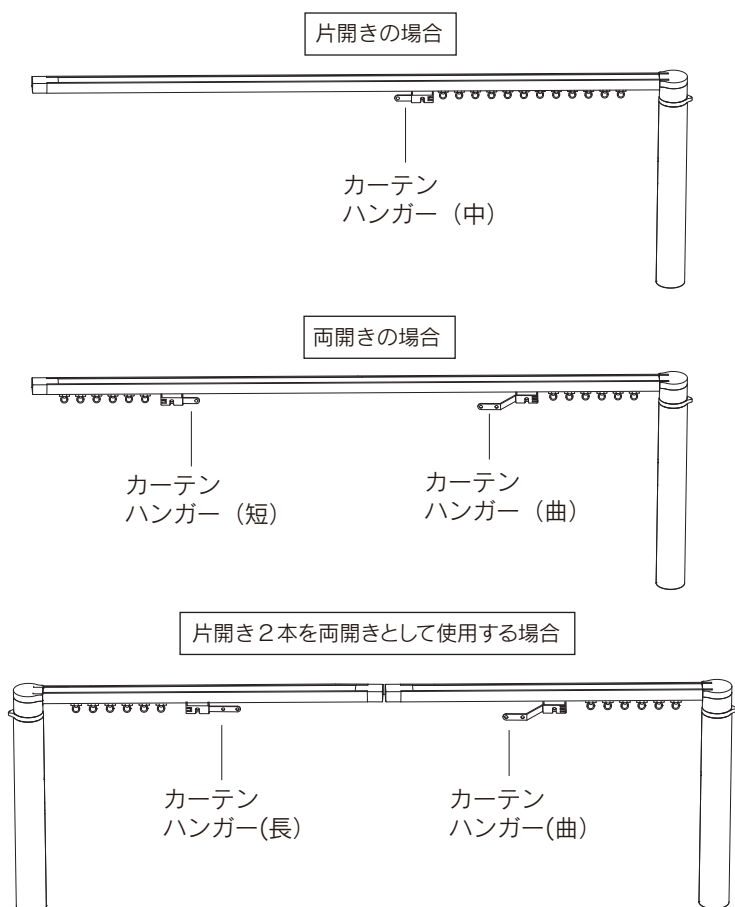 片開きの場合
カーテン
ハンガー（中）
両開きの場合
カーテン
ハンガー（短）
カーテン
ハンガー（曲）
片開き２本を両開きとして使用する場合
カーテン
ハンガー(長)
カーテン
ハンガー(曲)